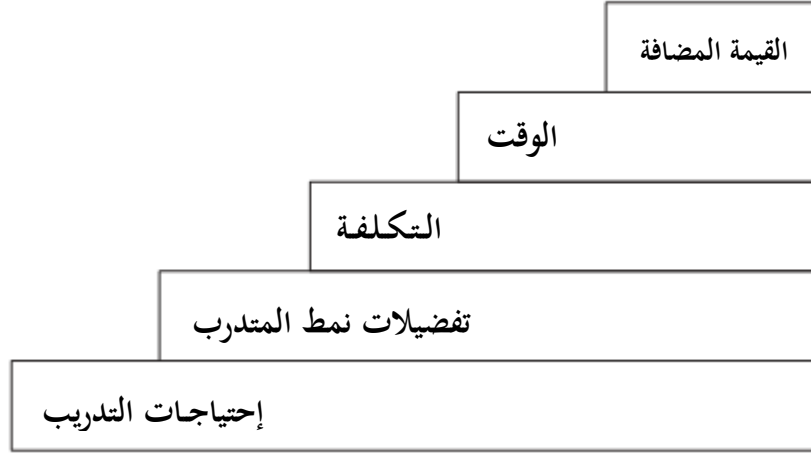 القيمة المضافة
الوقت
التكلفة
تفضيلات نمط المتدرب
إحتياجات التدريب